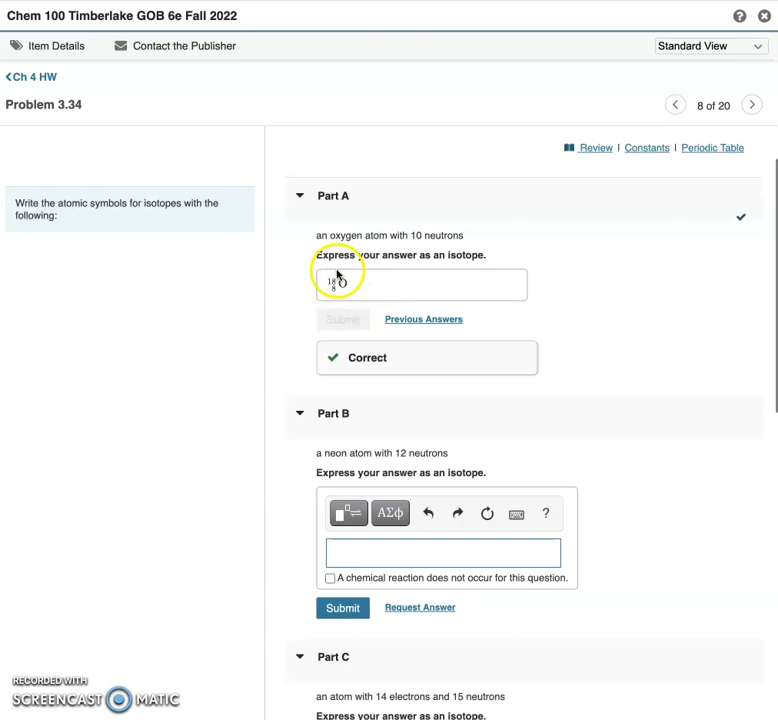 Chem 100 Timberlake GOB 6e Fall 2022
?
Item Details
Contact the Publisher
Standard View
Ch 4 HW
Problem 3.34
8 of 20
Review | Constants | Periodic Table
Write the atomic symbols for isotopes with the
following:
Part A
an oxygen atom with 10 neutrons
Express your answer as an isotope.
18
8 O
Submit
Previous Answers
Correct
Part B
a neon atom with 12 neutrons
Express your answer as an isotope.
ΑΣϕ
?
A chemical reaction does not occur for this question.
Submit
Request Answer
Part C
an atom with 14 electrons and 15 neutrons
Express your answer as an isotope.
RECORDED WITH
SCREENCAST MATIC